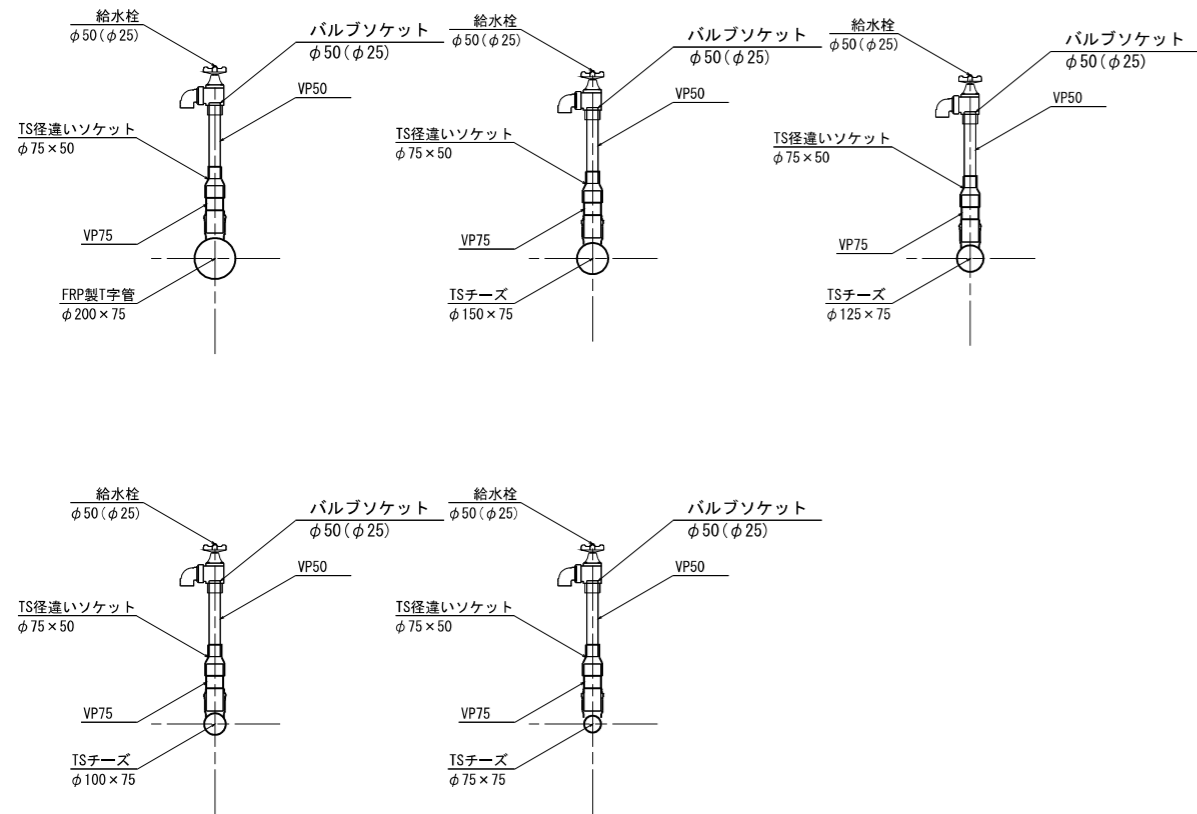 給水栓
φ50(φ25)
バルブソケット
φ50(φ25)
VP50
TS径違いソケット
φ75×50
VP75
FRP製T字管
φ200×75
給水栓
φ50(φ25)
バルブソケット
φ50(φ25)
VP50
TS径違いソケット
φ75×50
VP75
TSチーズ
φ150×75
給水栓
φ50(φ25)
バルブソケット
φ50(φ25)
VP50
TS径違いソケット
φ75×50
VP75
TSチーズ
φ125×75
給水栓
φ50(φ25)
バルブソケット
φ50(φ25)
VP50
TS径違いソケット
φ75×50
VP75
TSチーズ
φ100×75
給水栓
φ50(φ25)
バルブソケット
φ50(φ25)
VP50
TS径違いソケット
φ75×50
VP75
TSチーズ
φ75×75